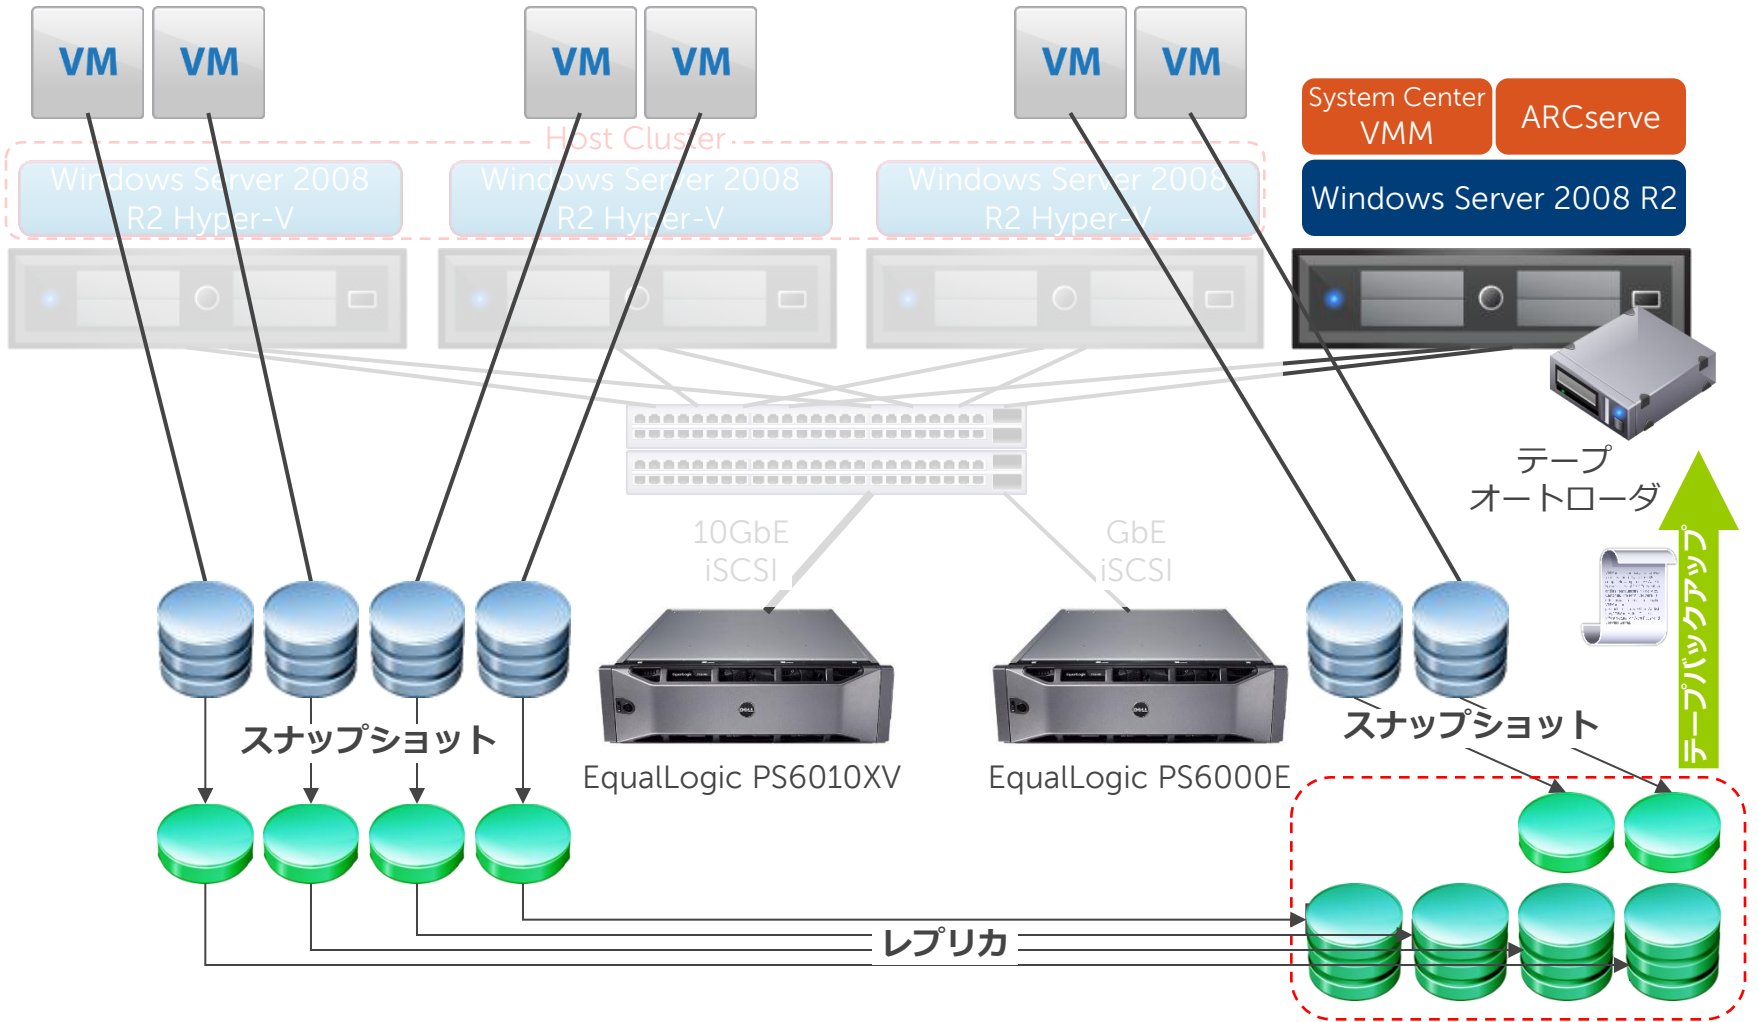 VM
VM
VM
VM
VM
VM
Host Cluster
Windows Server 2008
R2 Hyper-V
Windows Server 2008
R2 Hyper-V
Windows Server 2008
R2 Hyper-V
System Center
VMM
ARCserve
Windows Server 2008 R2
テープ
オートローダ
10GbE
iSCSI
GbE
iSCSI
テープバックアップ
スナップショット
スナップショット
EqualLogic PS6010XV
EqualLogic PS6000E
レプリカ